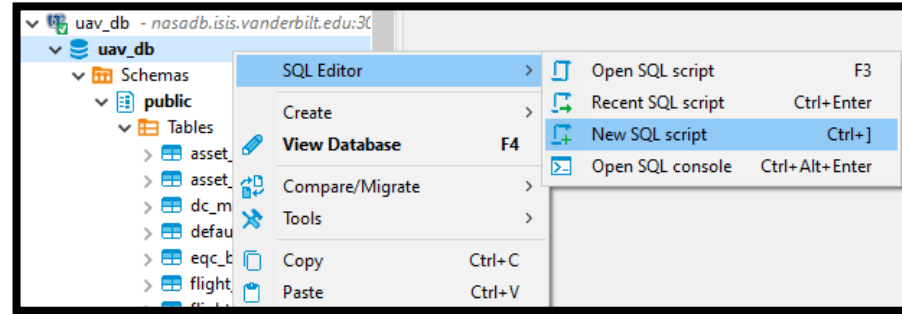 uav_db - nasadb.isis.vanderbilt.edu:30
uav_db
Schemas
public
Tables
asset_
asset_
dc_m
defau
eqc_b
flight_
SQL Editor >
Create >
View Database F4
Compare/Migrate >
Tools >
Copy Ctrl+C
Paste Ctrl+V
Open SQL script F3
Recent SQL script Ctrl+Enter
New SQL script Ctrl+]
Open SQL console Ctrl+Alt+Enter